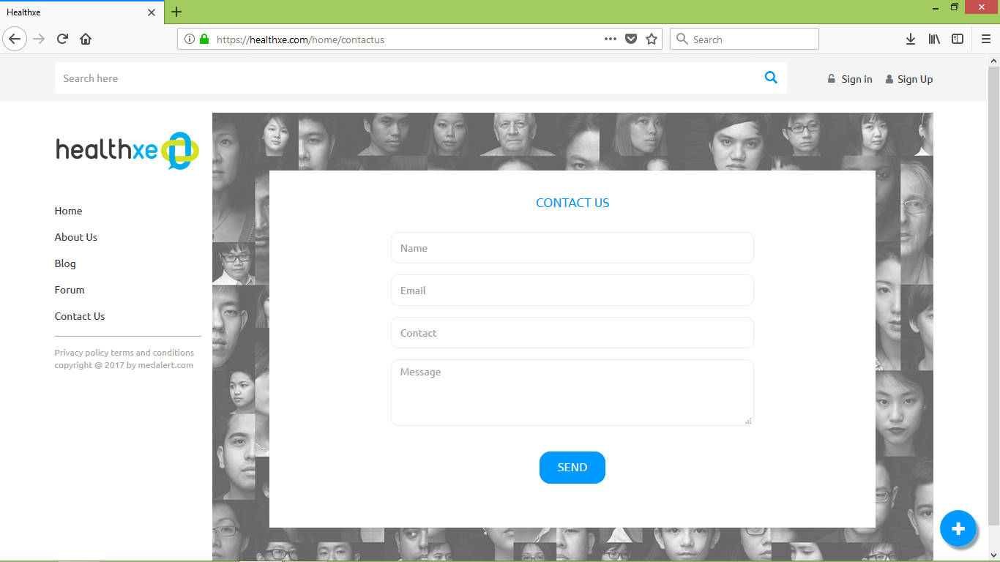 Healthxe
https://healthxe.com/home/contactus
Search
Search here
Sign in
Sign Up
healthxe
Home
About Us
Blog
Forum
Contact Us
Privacy policy terms and conditions
copyright @ 2017 by medalert.com
CONTACT US
Name
Email
Contact
Message
SEND